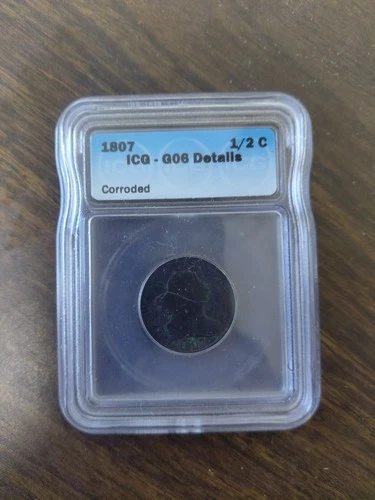 1807 1/2 C
ICG - G06 Details
Corroded